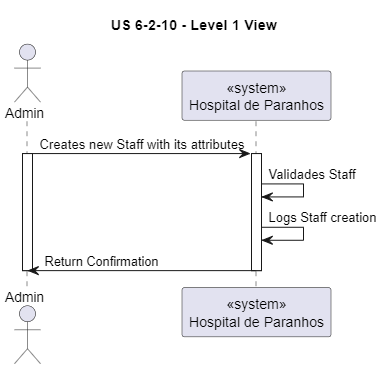 US 6-2-10 - Level 1 View
Admin
«system»
Hospital de Paranhos
Creates new Staff with its attributes
Validades Staff
Logs Staff creation
Return Confirmation
Admin
«system»
Hospital de Paranhos